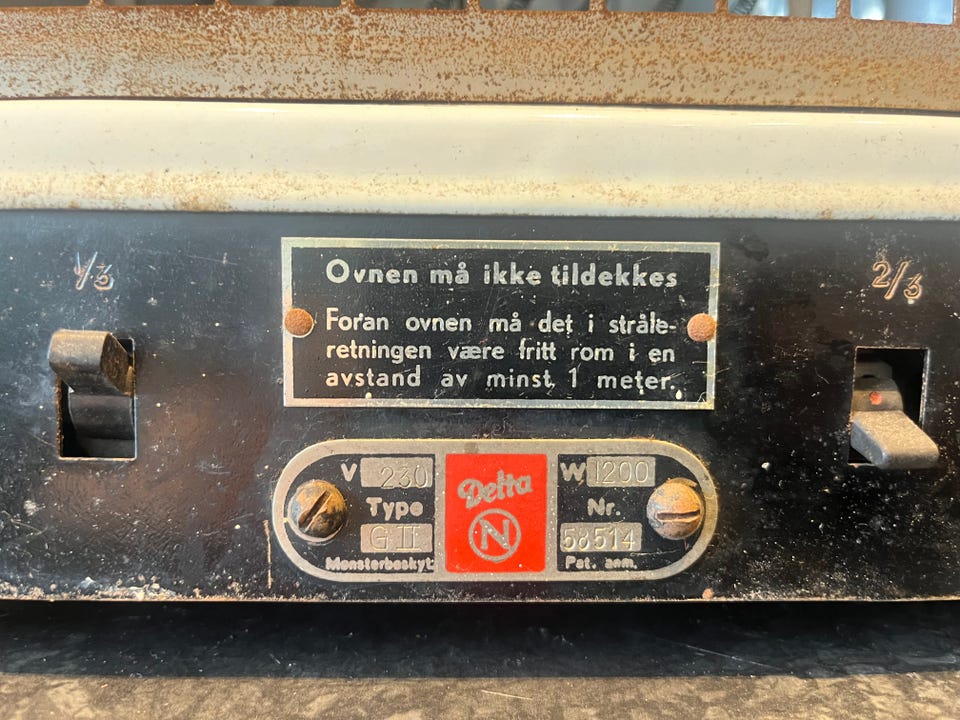 1/3
Ovnen må ikke tildekkes
Foran ovnen må det i stråle-
retningen være fritt rom i en
avstand av minst 1 meter.
2/3
V 230
Type
G II
Mønsterbeskyt.
Delta
N
W 1200
Nr.
58514
Pat. anm.